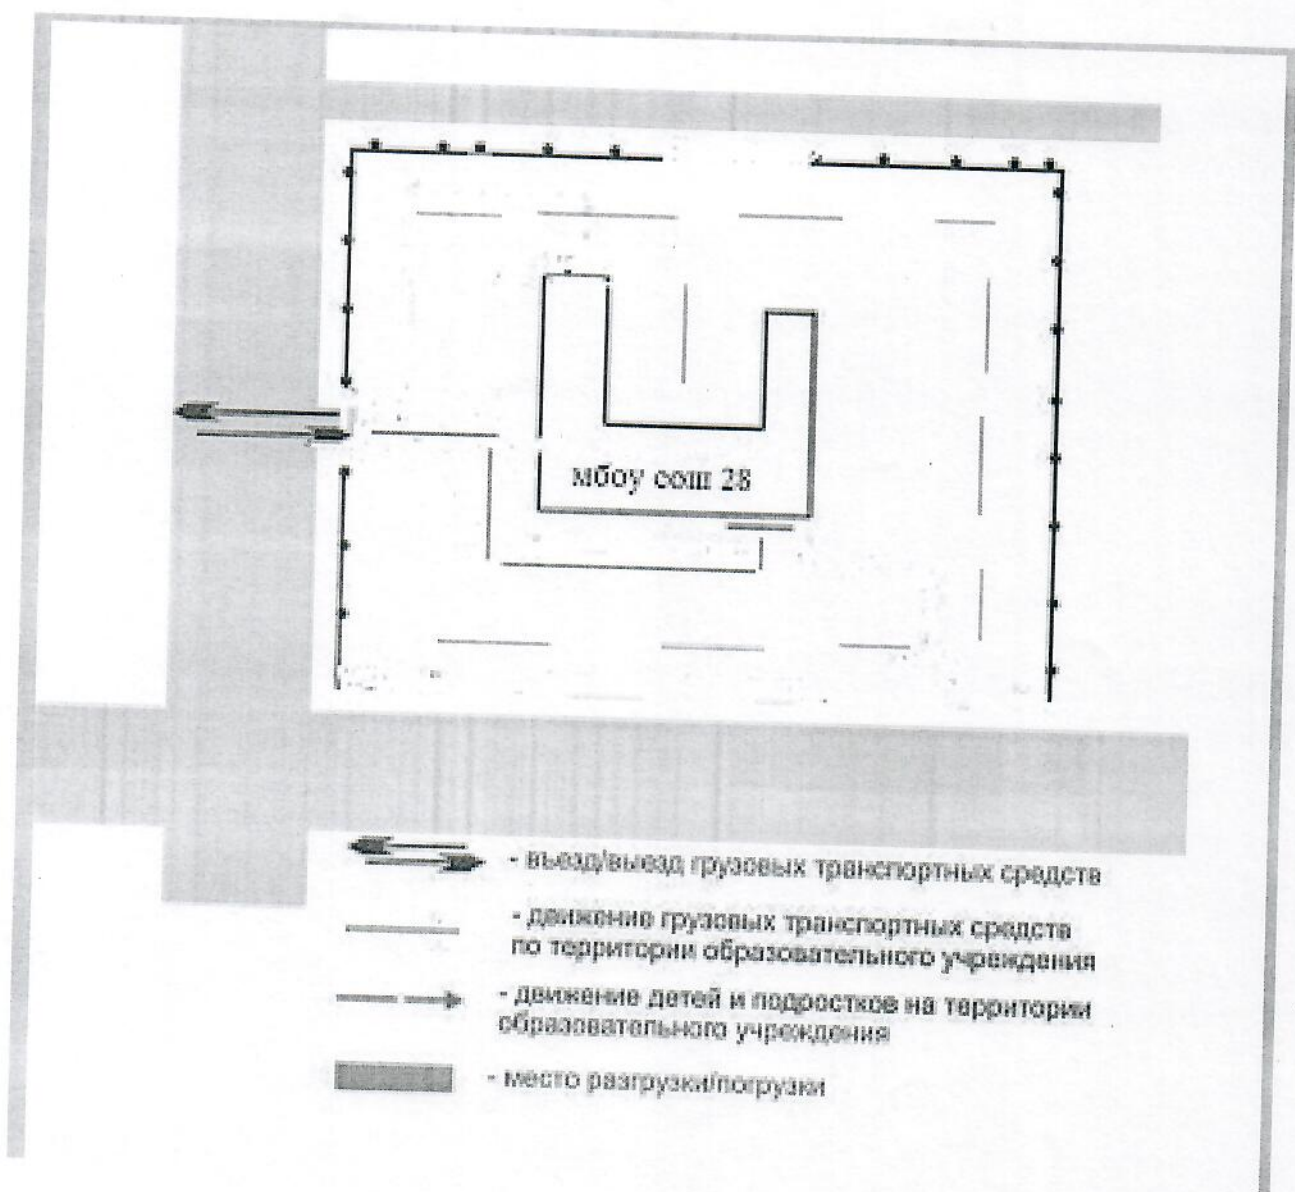 мбоу сош 28
- въезд/выезд грузовых транспортных средств
- движение грузовых транспортных средств
по территории образовательного учреждения
- движение детей и подростков на территории
образовательного учреждения
- место разгрузки/погрузки